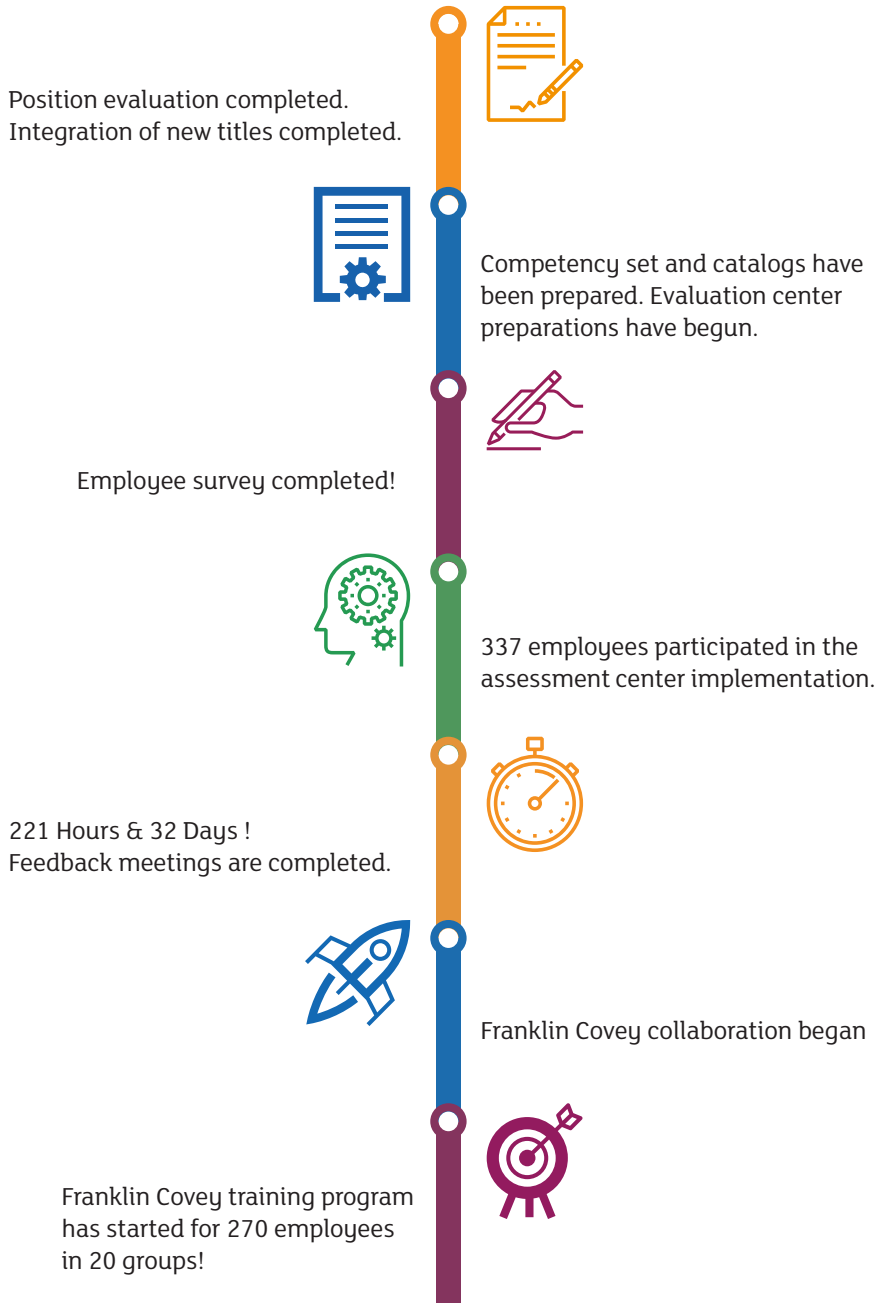 Position evaluation completed.
Integration of new titles completed.
Competency set and catalogs have
been prepared. Evaluation center
preparations have begun.
Employee survey completed!
337 employees participated in the
assessment center implementation.
221 Hours & 32 Days !
Feedback meetings are completed.
Franklin Covey collaboration began
Franklin Covey training program
has started for 270 employees
in 20 groups!